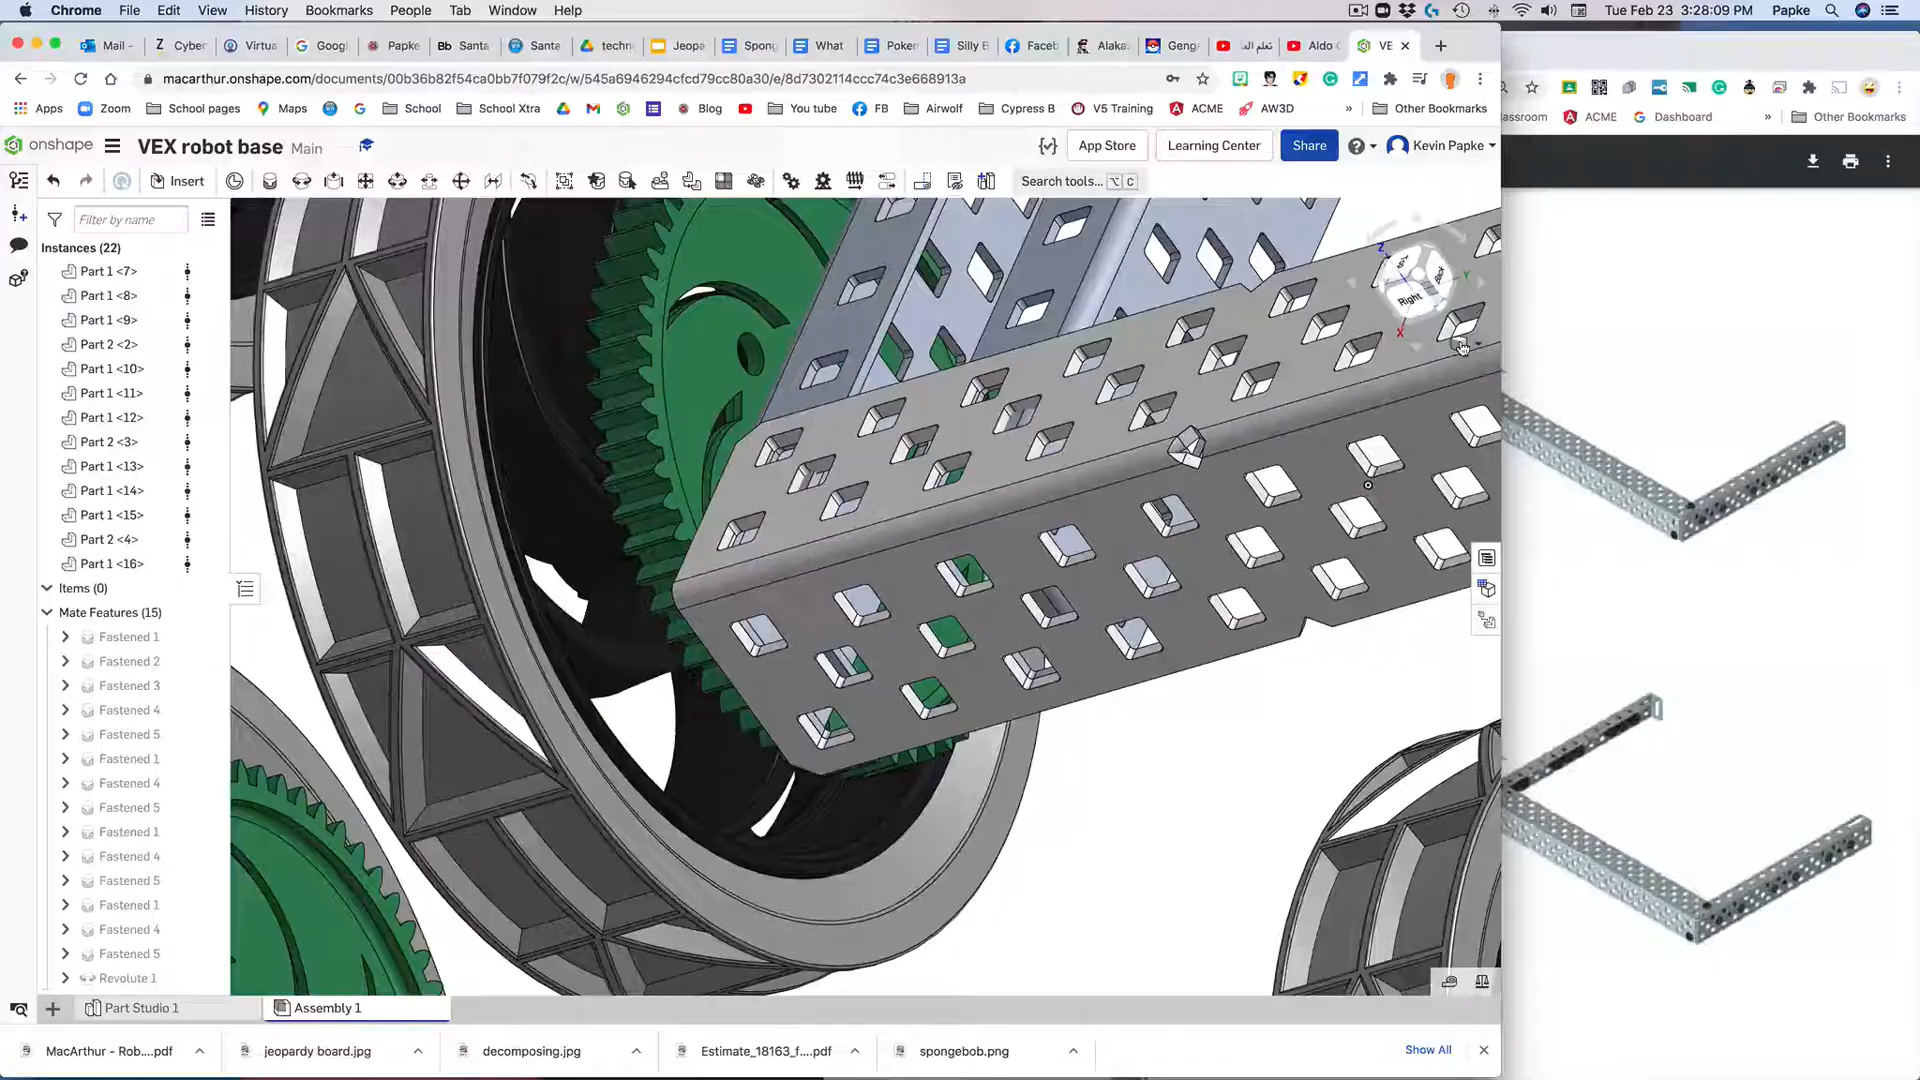 Chrome File Edit View History Bookmarks People Tab Window Help
Tue Feb 23 3:28:09 PM Papke
Mail - Cyber Virtua Googl Papke Santa Santa techn Jeopa Spong What Poken Silly B Faceb Alaka Geng Aldo C VE
macarthur.onshape.com/documents/00b36b82f54ca0bb7f079f2c/w/545a6946294cfcd79cc80a30/e/8d7302114ccc74c3e668913a
Apps Zoom School pages Maps School School Xtra Blog You tube FB Airwolf Cypress B V5 Training ACME AW3D » Other Bookmarks
assroom ACME Dashboard » Other Bookmarks
onshape VEX robot base Main
App Store Learning Center Share Kevin Papke
Insert
Search tools... ⌥ C
Filter by name
Instances (22)
Part 1 <7>
Part 1 <8>
Part 1 <9>
Part 2 <2>
Part 1 <10>
Part 1 <11>
Part 1 <12>
Part 2 <3>
Part 1 <13>
Part 1 <14>
Part 1 <15>
Part 2 <4>
Part 1 <16>
Items (0)
Mate Features (15)
Fastened 1
Fastened 2
Fastened 3
Fastened 4
Fastened 5
Fastened 1
Fastened 4
Fastened 5
Fastened 1
Fastened 4
Fastened 5
Fastened 1
Fastened 4
Fastened 5
Revolute 1
Z
Y
X
Right
Back
Part Studio 1
Assembly 1
MacArthur - Rob....pdf
jeopardy board.jpg
decomposing.jpg
Estimate_18163_f....pdf
spongebob.png
Show All